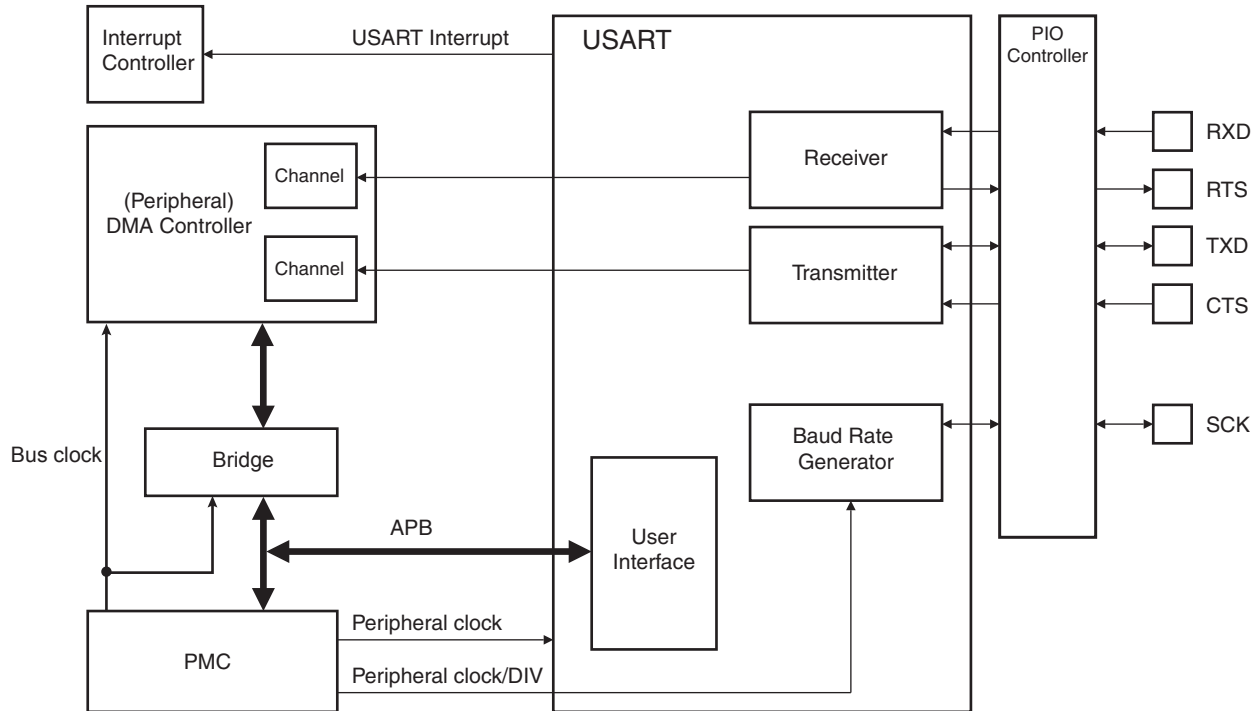 Interrupt
Controller
USART Interrupt
USART
PIO
Controller
(Peripheral)
DMA Controller
Channel
Channel
Receiver
Transmitter
RXD
RTS
TXD
CTS
SCK
Baud Rate
Generator
Bus clock
Bridge
APB
User
Interface
PMC
Peripheral clock
Peripheral clock/DIV